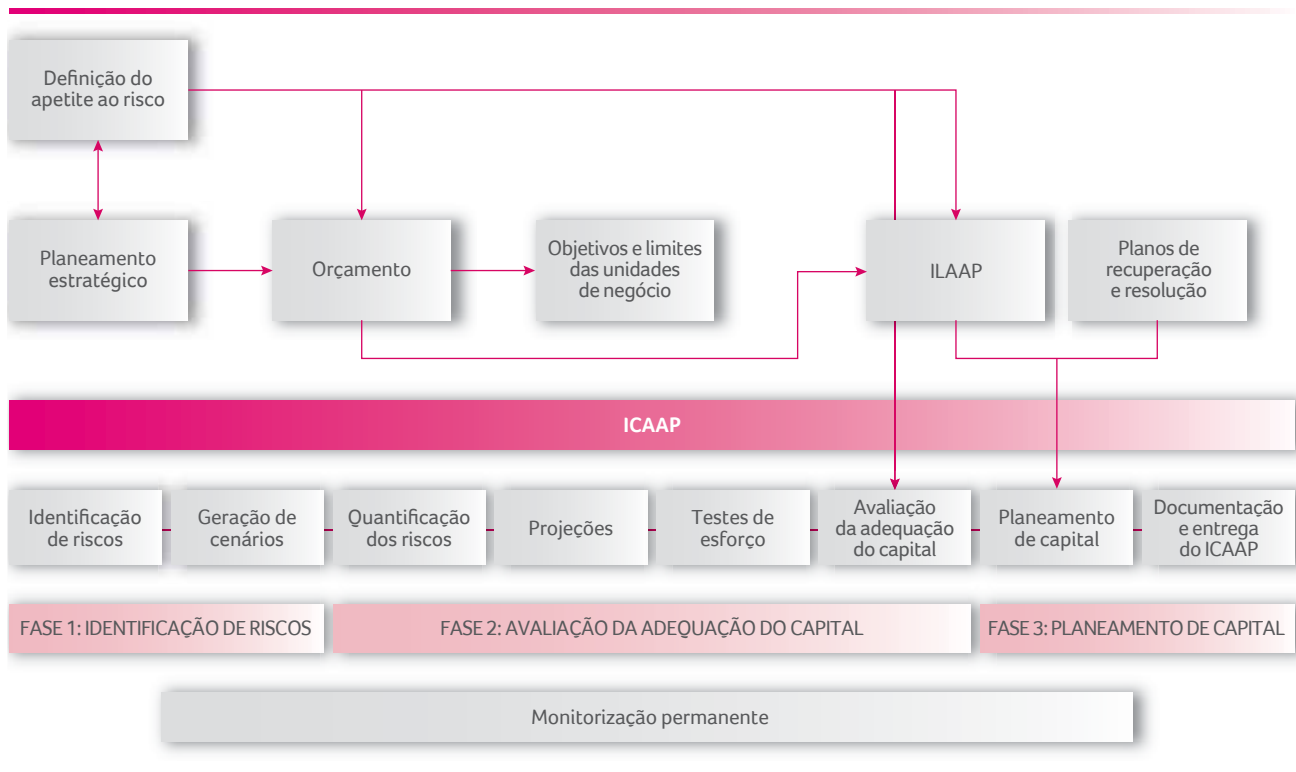 Definição do
apetite ao risco
Planeamento
estratégico
Orçamento
Objetivos e limites
das unidades
de negócio
ILAAP
Planos de
recuperação
e resolução
ICAAP
Identificação
de riscos
Geração de
cenários
Quantificação
dos riscos
Projeções
Testes de
esforço
Avaliação
da adequação
do capital
Planeamento
de capital
Documentação
e entrega
do ICAAP
FASE 1: IDENTIFICAÇÃO DE RISCOS
FASE 2: AVALIAÇÃO DA ADEQUAÇÃO DO CAPITAL
FASE 3: PLANEAMENTO DE CAPITAL
Monitorização permanente